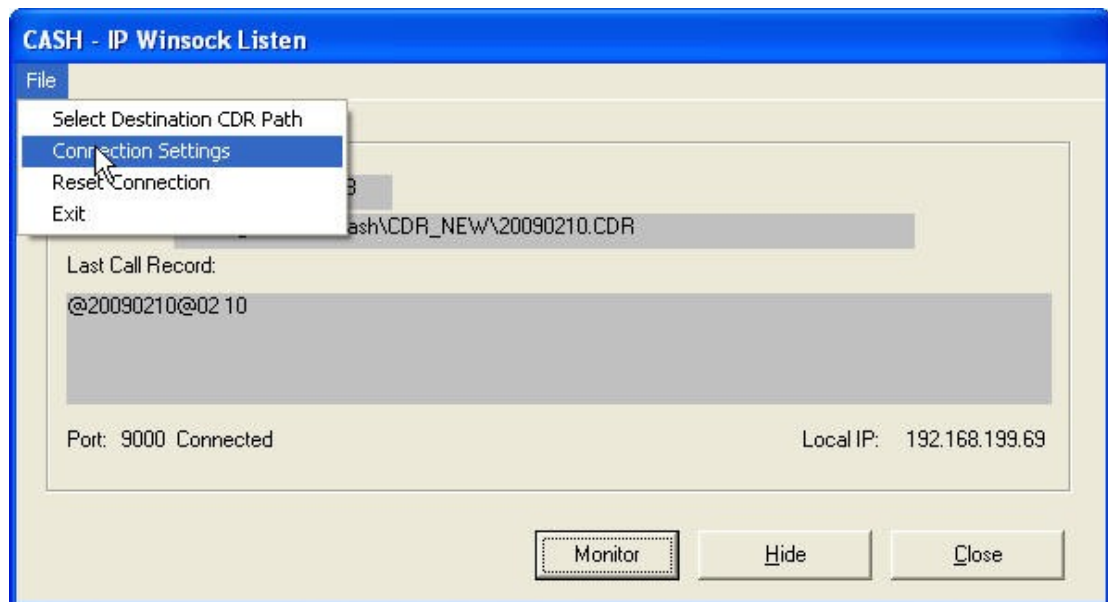 CASH - IP Winsock Listen
File
Select Destination CDR Path
Connection Settings
Reset Connection
Exit
ash\CDR_NEW\20090210.CDR
Last Call Record:
@20090210@02 10
Port: 9000 Connected
Local IP: 192.168.199.69
Monitor
Hide
Close